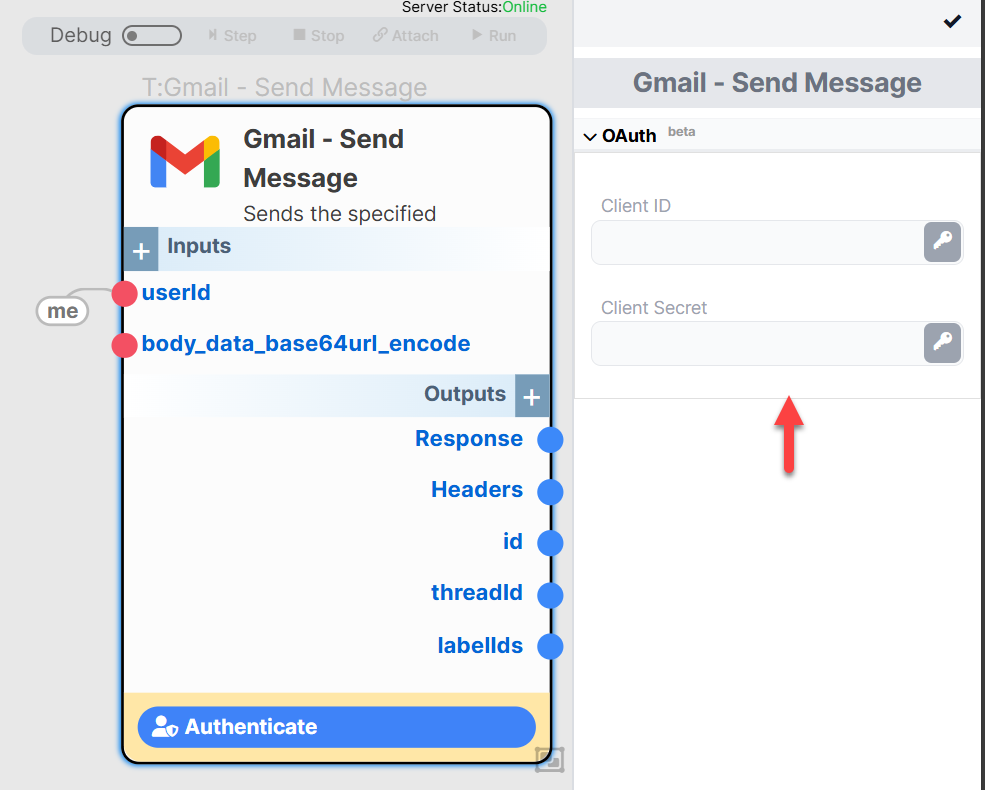 Server Status:Online
Debug Step Stop Attach Run
T:Gmail - Send Message
Gmail - Send
Message
Sends the specified
Inputs
userId
me
body_data_base64url_encode
Outputs
Response
Headers
id
threadId
labelIds
Authenticate
Gmail - Send Message
OAuth beta
Client ID
Client Secret